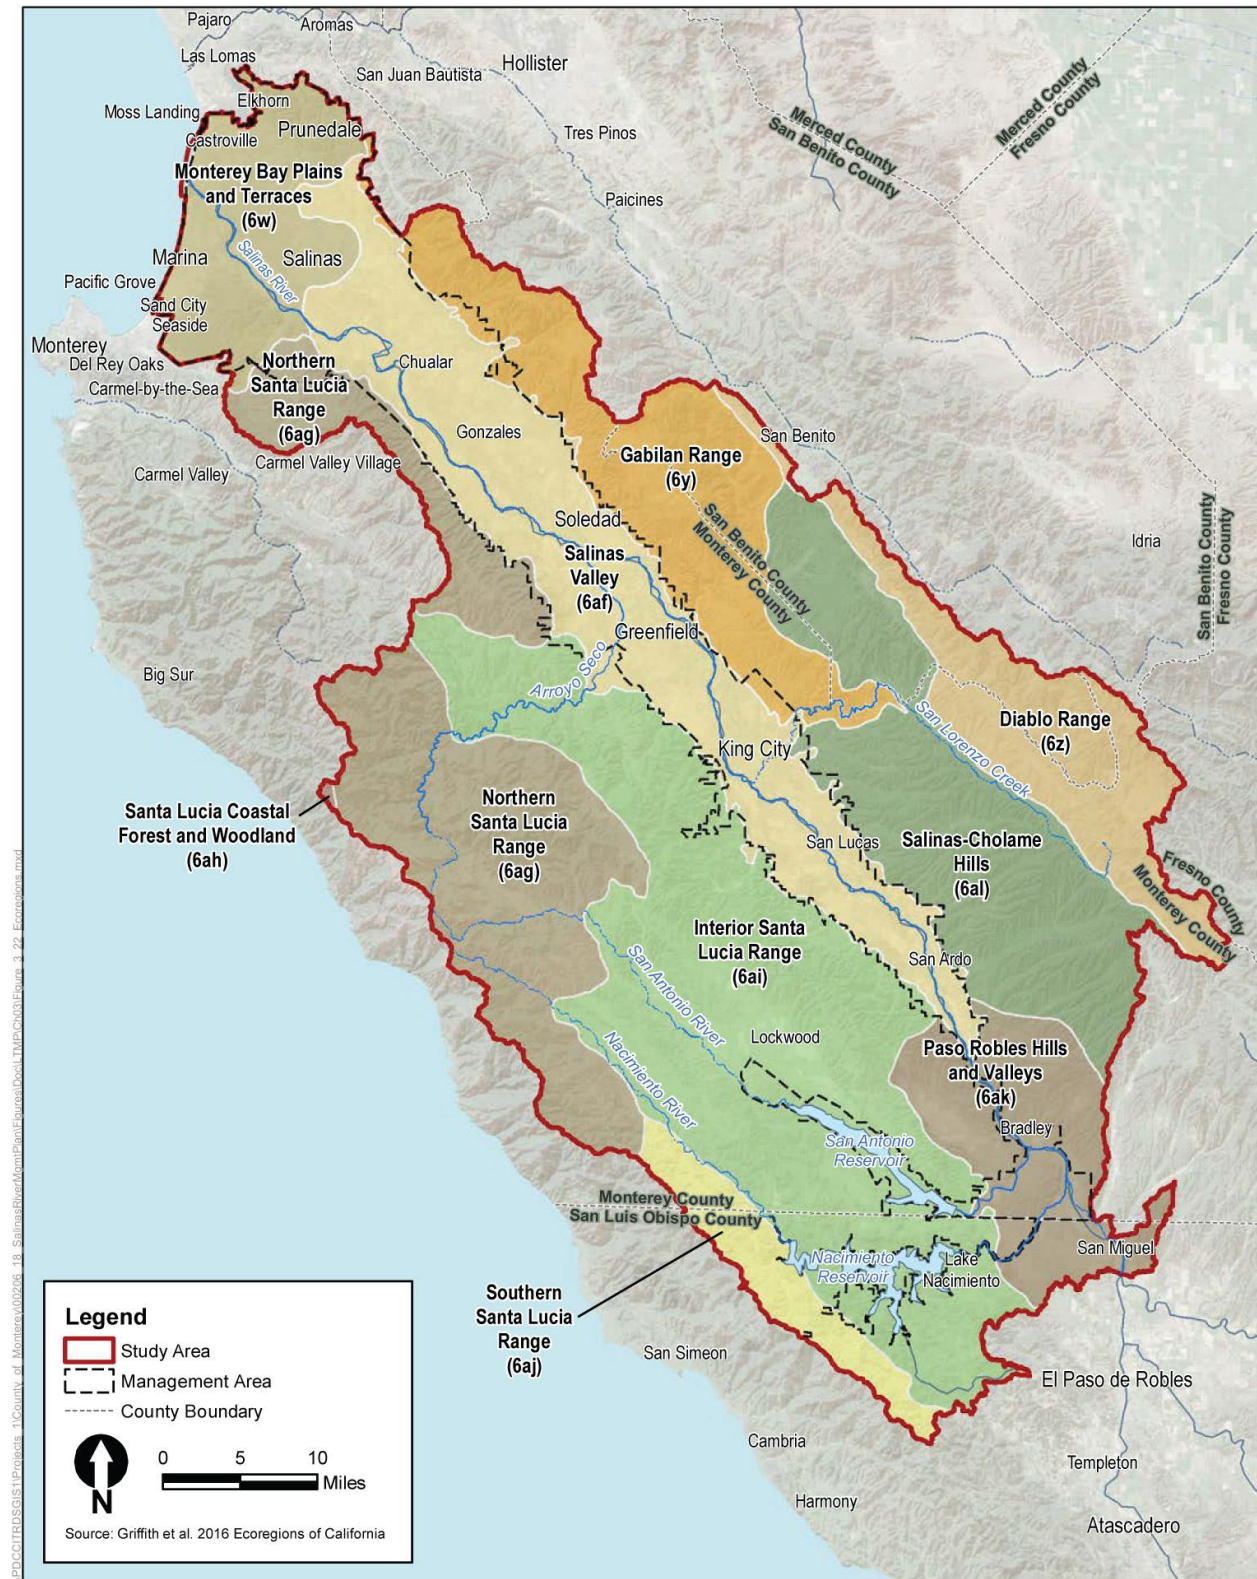 Pajaro
Aromas
Las Lomas
San Juan Bautista
Hollister
Elkhorn
Moss Landing
Prunedale
Castroville
Tres Pinos
Merced County
San Benito County
Merced County
Fresno County
Monterey Bay Plains
and Terraces
(6w)
Paicines
Marina
Salinas River
Salinas
Pacific Grove
Sand City
Seaside
Monterey
Del Rey Oaks
Carmel-by-the-Sea
Northern
Santa Lucia
Range
(6ag)
Chualar
Gonzales
San Benito
Carmel Valley
Carmel Valley Village
Gabilan Range
(6y)
San Benito County
Monterey County
Soledad
Salinas
Valley
(6af)
Idria
San Benito County
Fresno County
Greenfield
Arroyo Seco
Big Sur
San Lorenzo Creek
Diablo Range
(6z)
King City
Santa Lucia Coastal
Forest and Woodland
(6ah)
Northern
Santa Lucia
Range
(6ag)
San Lucas
Salinas-Cholame
Hills
(6al)
Fresno County
Monterey County
Interior Santa
Lucia Range
(6ai)
San Antonio River
San Ardo
Lockwood
Nacimiento River
Paso Robles Hills
and Valleys
(6ak)
Bradley
San Antonio
Reservoir
Monterey County
San Luis Obispo County
San Miguel
Nacimiento
Reservoir
Lake
Nacimiento
Southern
Santa Lucia
Range
(6aj)
San Simeon
El Paso de Robles
Cambria
Templeton
Harmony
Atascadero
Legend
Study Area
Management Area
County Boundary
N
0 5 10
Miles
Source: Griffith et al. 2016 Ecoregions of California